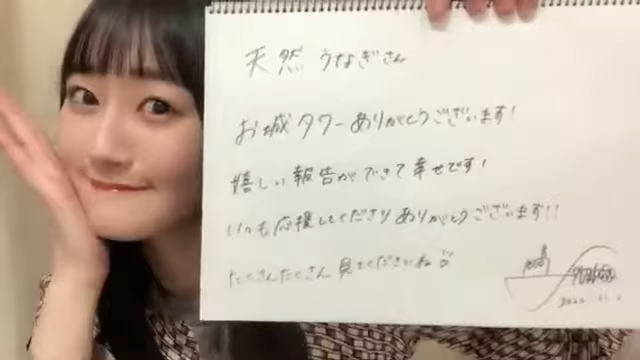 天然うなぎさん
お城タワーありがとうございます!
嬉しい報告ができて幸せです!
いつも応援してくださりありがとうございます!!
たくさんたくさん見てくださいね